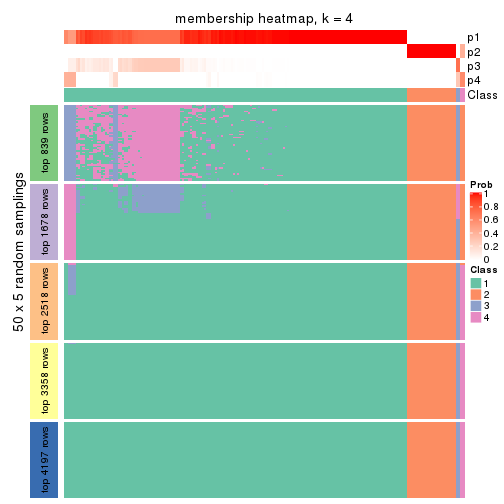 membership heatmap, k = 4
p1
p2
p3
p4
Class
50 x 5 random samplings
top 839 rows
top 1678 rows
top 2518 rows
top 3358 rows
top 4197 rows
Prob
1
0.8
0.6
0.4
0.2
0
Class
1
2
3
4